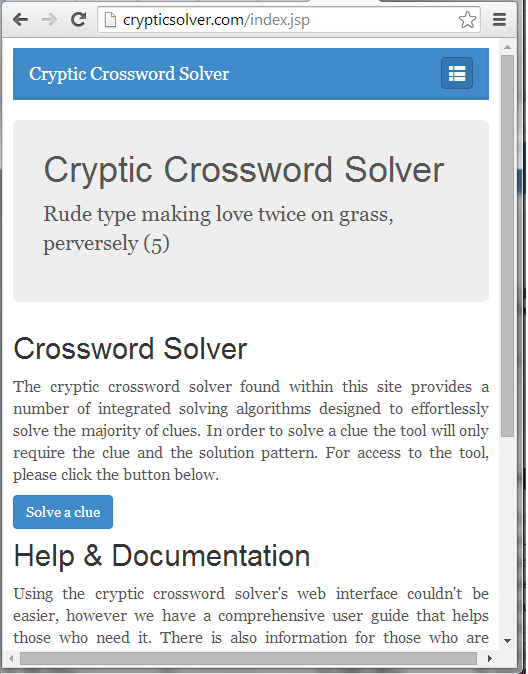 crypticsolver.com/index.jsp
Cryptic Crossword Solver
Cryptic Crossword Solver
Rude type making love twice on grass,
perversely (5)
Crossword Solver
The cryptic crossword solver found within this site provides a
number of integrated solving algorithms designed to effortlessly
solve the majority of clues. In order to solve a clue the tool will only
require the clue and the solution pattern. For access to the tool,
please click the button below.
Solve a clue
Help & Documentation
Using the cryptic crossword solver's web interface couldn't be
easier, however we have a comprehensive user guide that helps
those who need it. There is also information for those who are